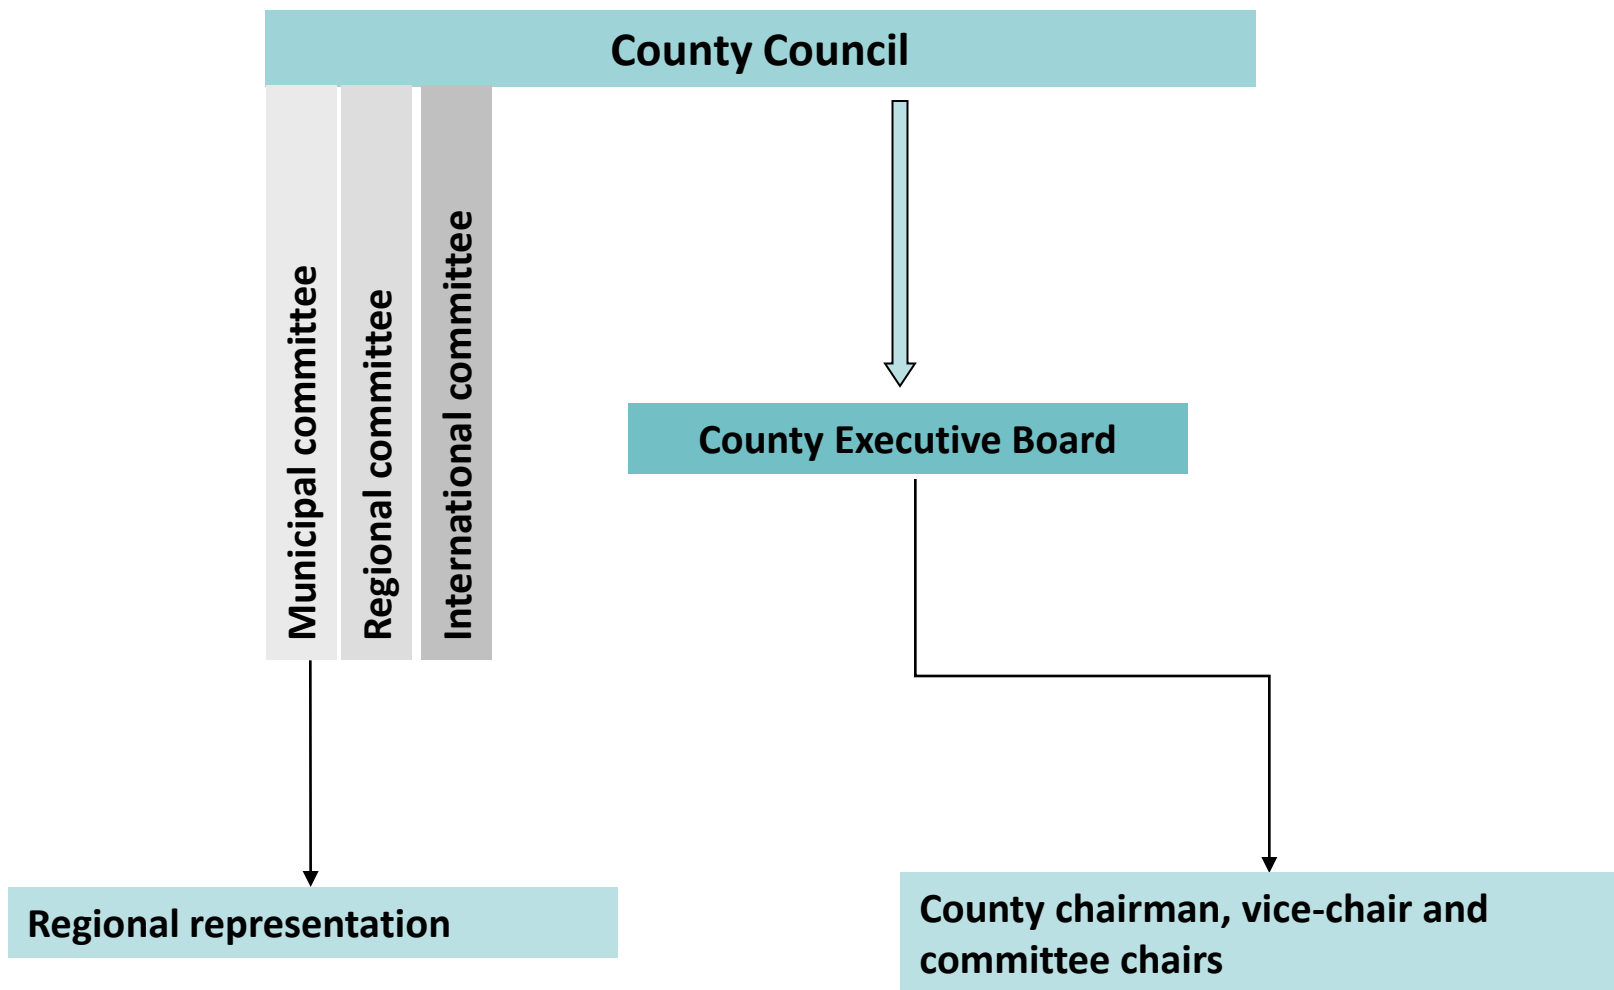 County Council
Municipal committee
Regional committee
International committee
County Executive Board
Regional representation
County chairman, vice-chair and
committee chairs